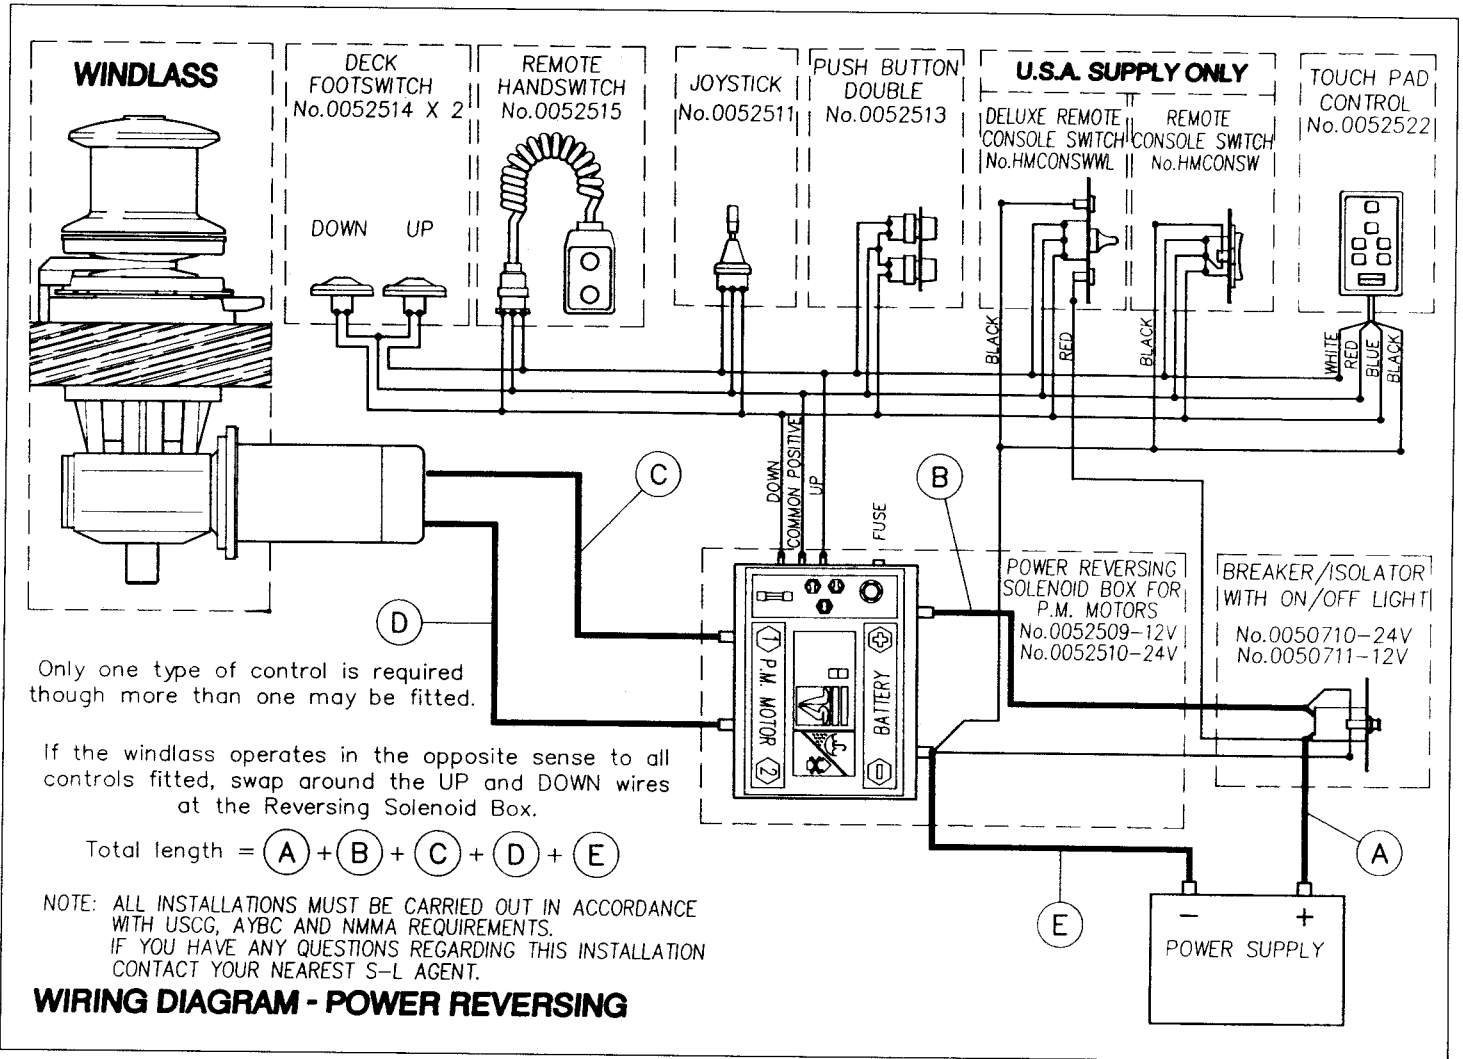 WINDLASS
DECK
FOOTSWITCH
No.0052514 X 2
DOWN
UP
REMOTE
HANDSWITCH
No.0052515
JOYSTICK
No.0052511
PUSH BUTTON
DOUBLE
No.0052513
U.S.A. SUPPLY ONLY
DELUXE REMOTE
CONSOLE SWITCH
No.HMCONSWWL
REMOTE
CONSOLE SWITCH
No.HMCONSW
TOUCH PAD
CONTROL
No.0052522
BLACK
RED
BLACK
WHITE
RED
BLUE
BLACK
DOWN
COMMON POSITIVE
UP
FUSE
C
B
D
POWER REVERSING
SOLENOID BOX FOR
P.M. MOTORS
No.0052509-12V
No.0052510-24V
BREAKER/ISOLATOR
WITH ON/OFF LIGHT
No.0050710-24V
No.0050711-12V
1 P.M. MOTOR 2
+ BATTERY -
Only one type of control is required
though more than one may be fitted.
If the windlass operates in the opposite sense to all
controls fitted, swap around the UP and DOWN wires
at the Reversing Solenoid Box.
Total length = A + B + C + D + E
A
E
- +
POWER SUPPLY
NOTE: ALL INSTALLATIONS MUST BE CARRIED OUT IN ACCORDANCE
WITH USCG, AYBC AND NMMA REQUIREMENTS.
IF YOU HAVE ANY QUESTIONS REGARDING THIS INSTALLATION
CONTACT YOUR NEAREST S-L AGENT.
WIRING DIAGRAM - POWER REVERSING